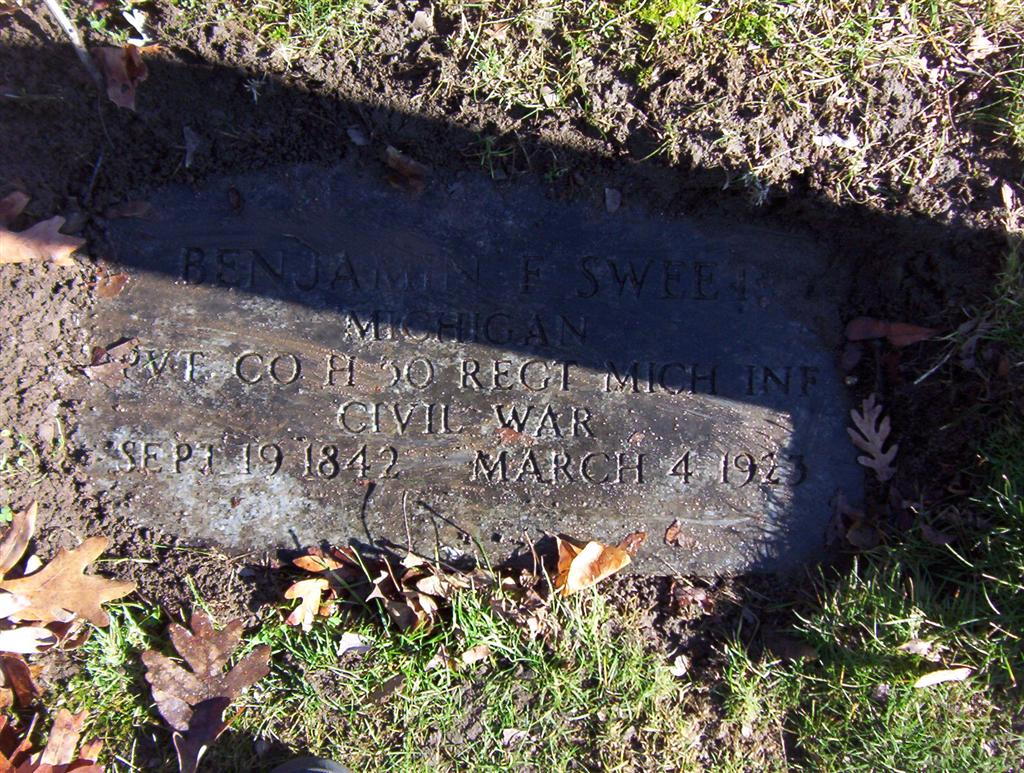 BENJAMIN F SWEET
MICHIGAN
PVT CO H 30 REGT MICH INF
CIVIL WAR
SEPT 19 1842 MARCH 4 1923